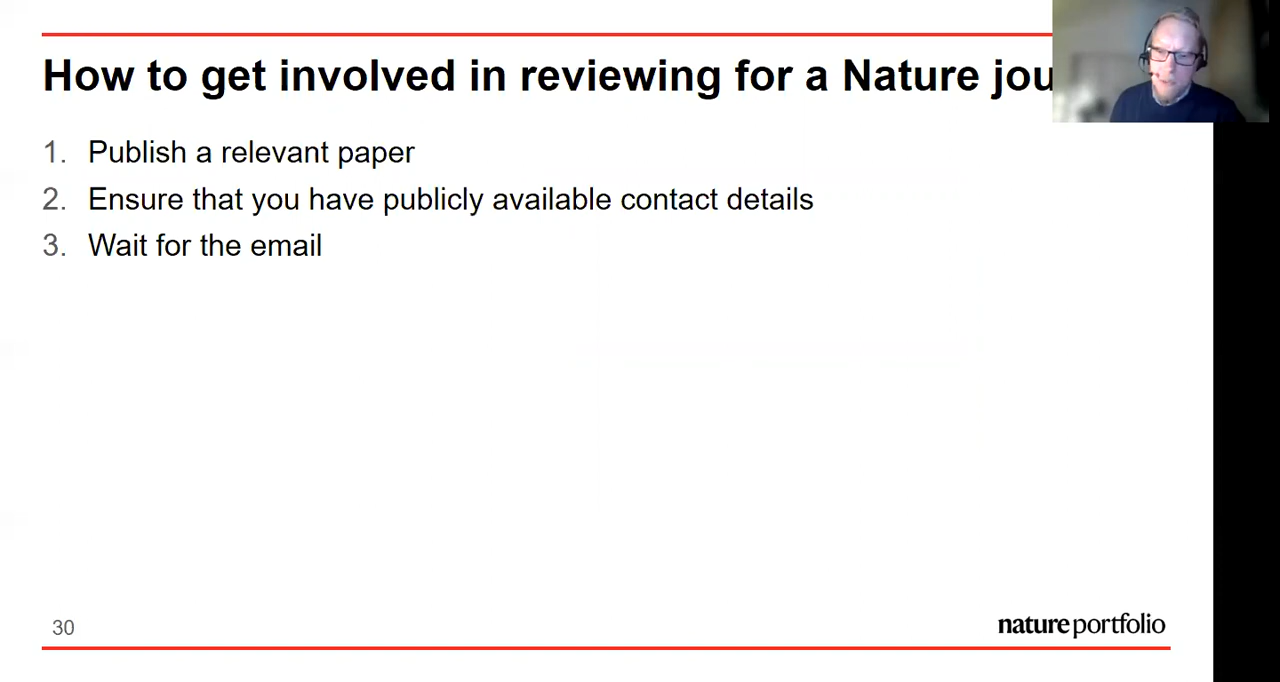 How to get involved in reviewing for a Nature jou
1. Publish a relevant paper
2. Ensure that you have publicly available contact details
3. Wait for the email
30
nature portfolio